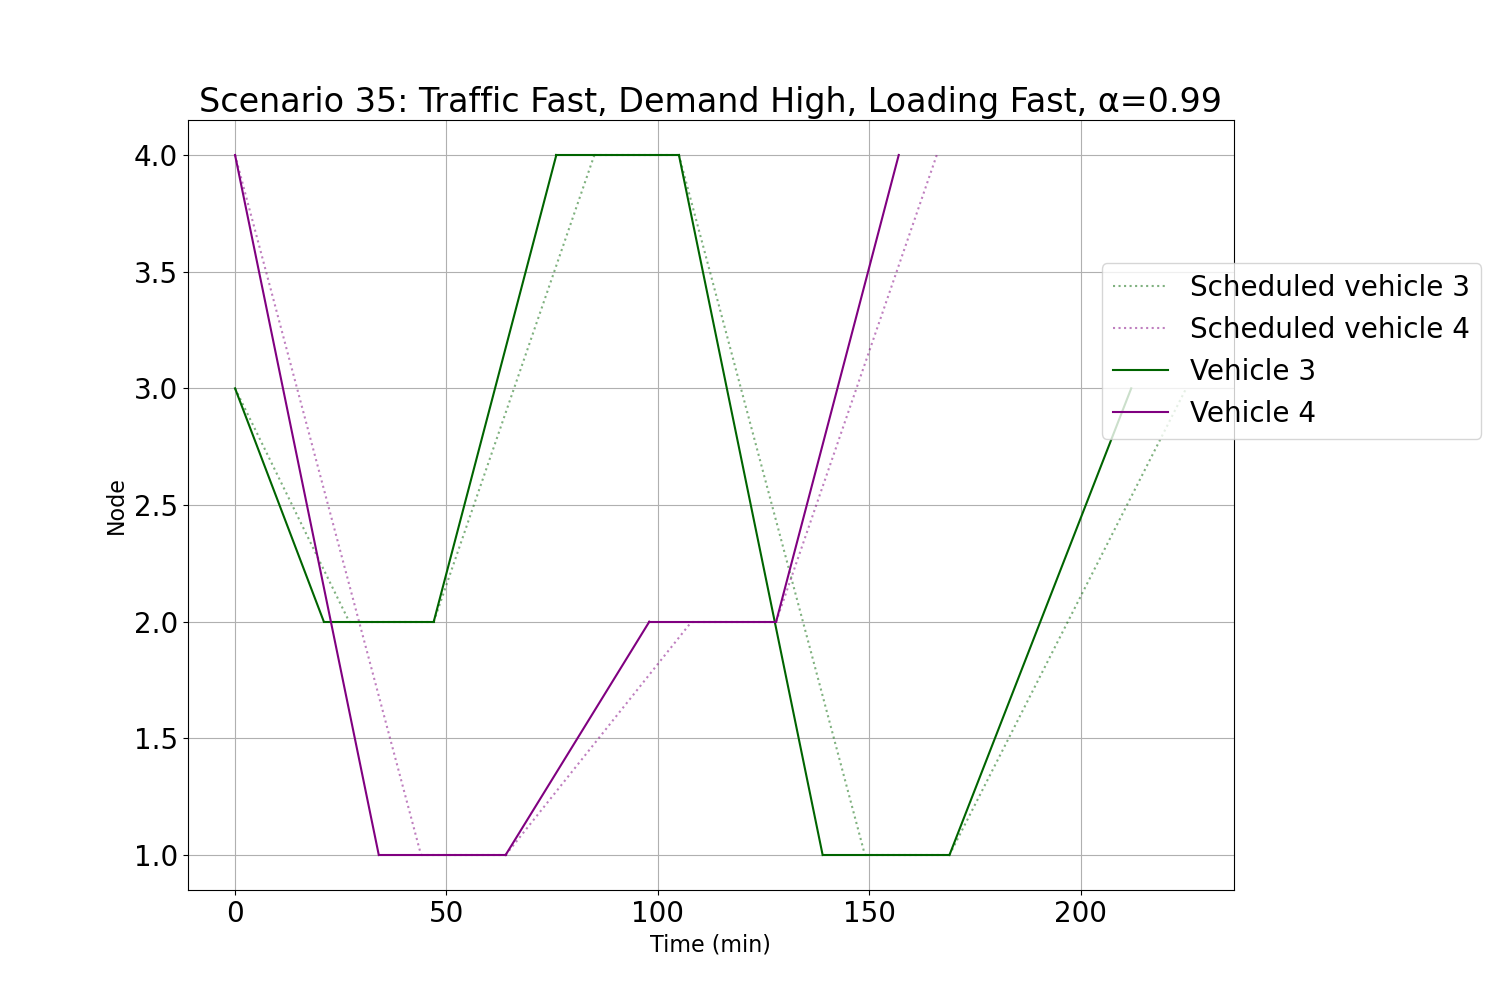 Scenario 35: Traffic Fast, Demand High, Loading Fast, α=0.99
4.0
3.5
3.0
2.5
2.0
1.5
1.0
Node
0 50 100 150 200
Time (min)
Scheduled vehicle 3
Scheduled vehicle 4
Vehicle 3
Vehicle 4